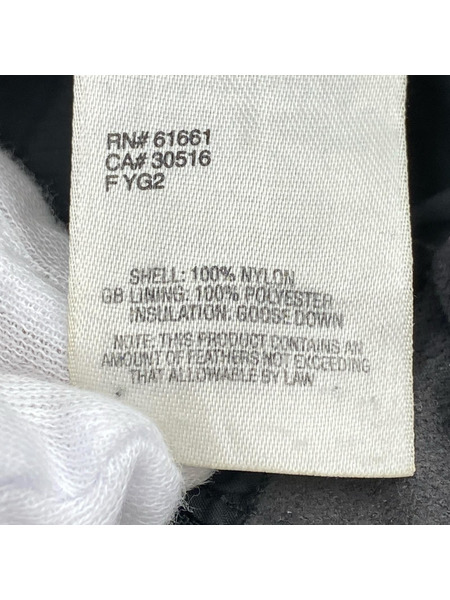 RN# 61661
CA# 30516
F YG2
SHELL: 100% NYLON
GB LINING: 100% POLYESTER
INSULATION: GOOSE DOWN
NOTE: THIS PRODUCT CONTAINS AN
AMOUNT OF FEATHERS NOT EXCEEDING
THAT ALLOWABLE BY LAW